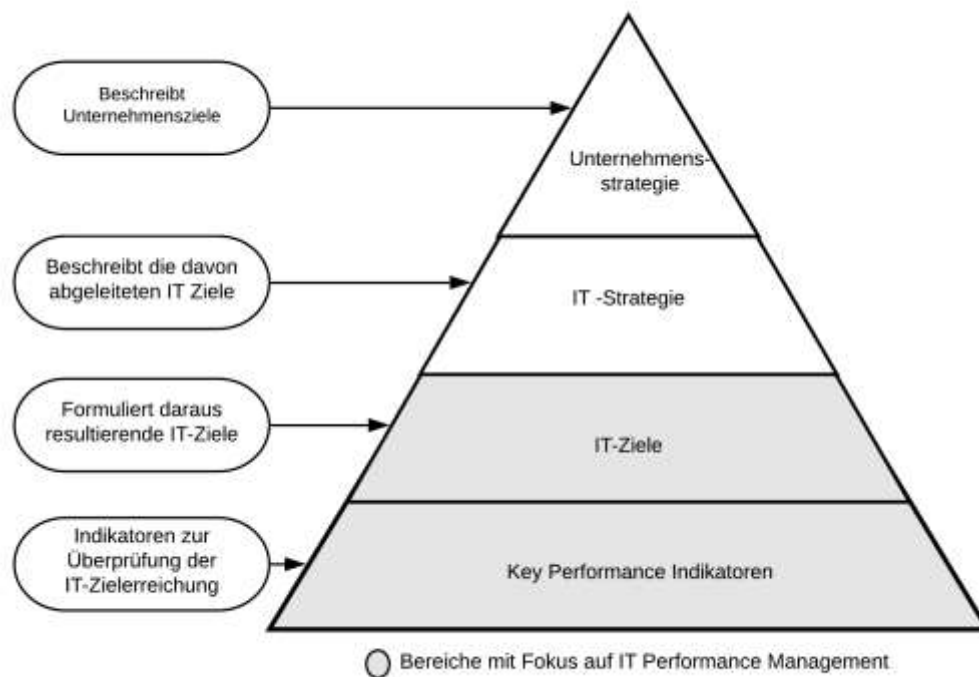 Beschreibt
Unternehmensziele
Unternehmens-
strategie
Beschreibt die davon
abgeleiteten IT Ziele
IT -Strategie
Formuliert daraus
resultierende IT-Ziele
IT-Ziele
Indikatoren zur
Überprüfung der
IT-Zielerreichung
Key Performance Indikatoren
Bereiche mit Fokus auf IT Performance Management